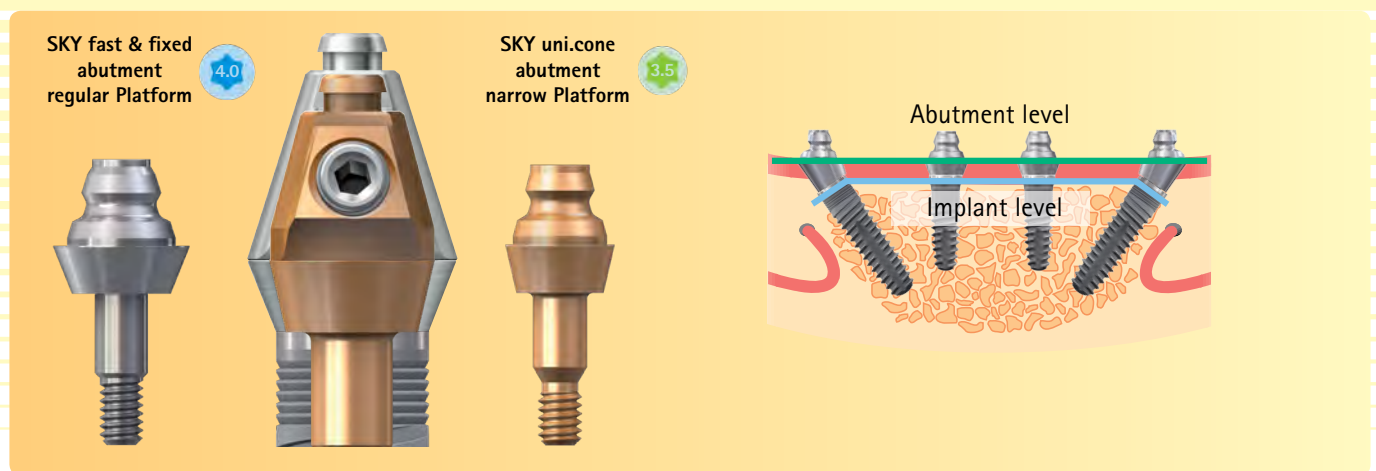 SKY fast & fixed
abutment
regular Platform
4.0
SKY uni.cone
abutment
narrow Platform
3.5
Abutment level
Implant level